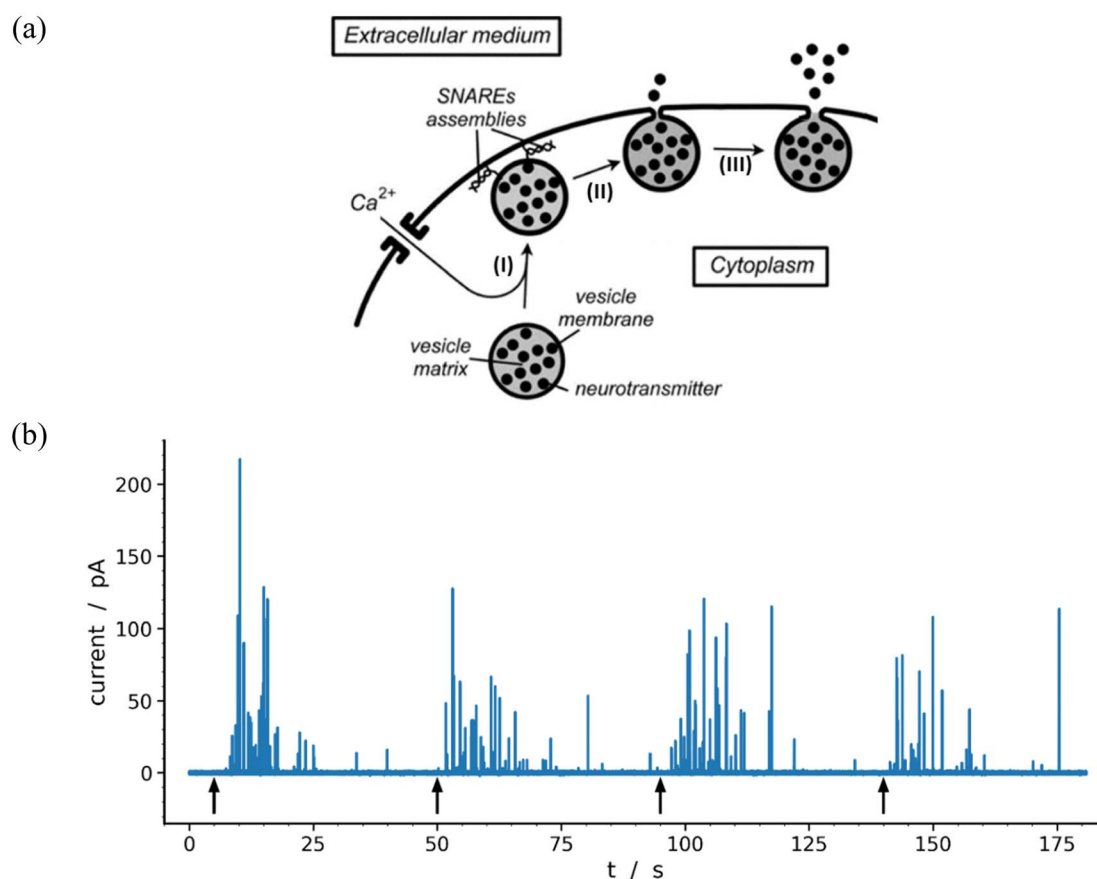 (a)
Extracellular medium
SNAREs
assemblies
Ca2+
(I)
(II)
(III)
Cytoplasm
vesicle
membrane
vesicle
matrix
neurotransmitter
(b)
current / pA
200
150
100
50
0
0 25 50 75 100 125 150 175
t / s